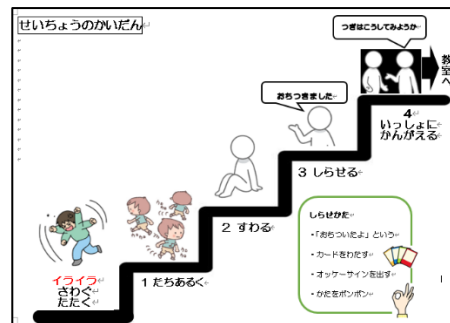 せいちょうのかいだん
つぎはこうしてみようか
教室へ
おちつきました
4
いっしょに
かんがえる
3 しらせる
2 すわる
1 たちあるく
イライラ
さわぐ
たたく
しらせかた
・「おちついたよ」という
・カードをわたす
・オッケーサインを出す
・かたをポンポン